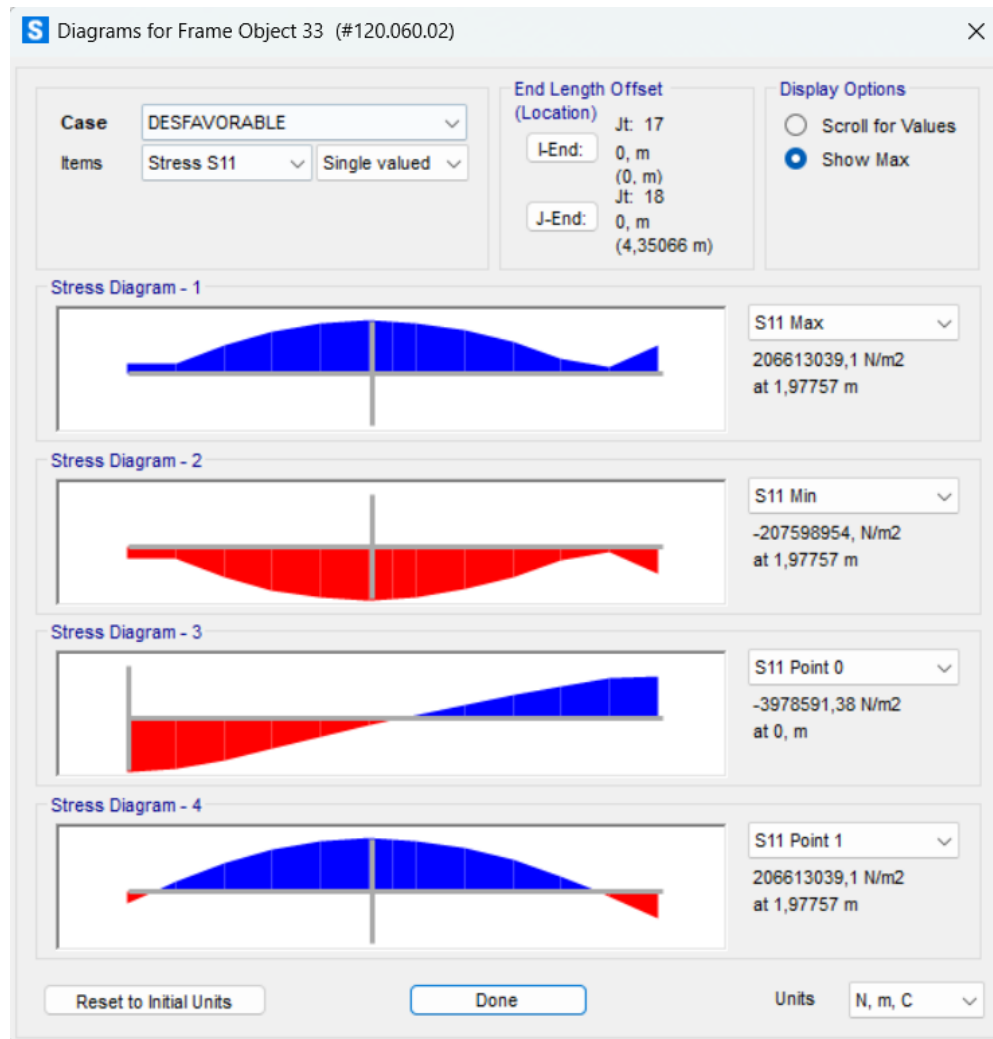 S Diagrams for Frame Object 33 (#120.060.02)
Case DESFAVORABLE
Items Stress S11 Single valued
End Length Offset
(Location)
Jt: 17
I-End: 0, m
(0, m)
Jt: 18
J-End: 0, m
(4,35066 m)
Display Options
Scroll for Values
Show Max
Stress Diagram - 1
S11 Max
206613039,1 N/m2
at 1,97757 m
Stress Diagram - 2
S11 Min
-207598954, N/m2
at 1,97757 m
Stress Diagram - 3
S11 Point 0
-3978591,38 N/m2
at 0, m
Stress Diagram - 4
S11 Point 1
206613039,1 N/m2
at 1,97757 m
Reset to Initial Units
Done
Units N, m, C